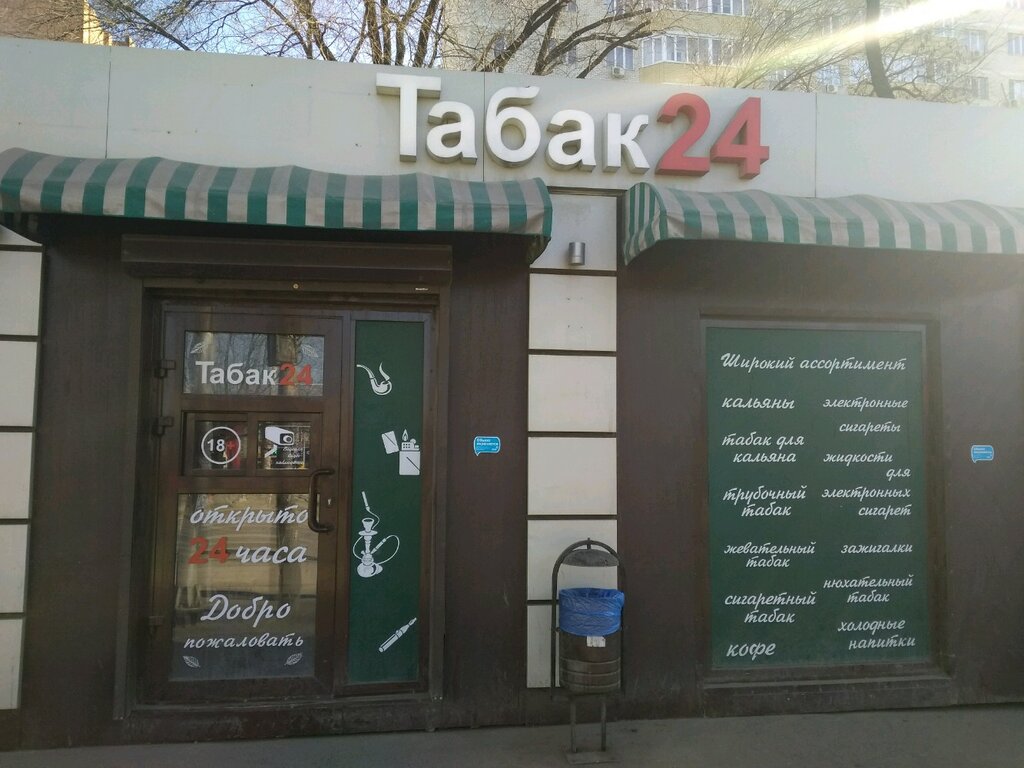 Табак24
Табак24
18+
открыто
24 часа
Добро
пожаловать
Широкий ассортимент
кальяны
табак для
кальяна
трубочный
табак
жевательный
табак
сигаретный
табак
кофе
электронные
сигареты
жидкости
для
электронных
сигарет
зажигалки
нюхательный
табак
холодные
напитки